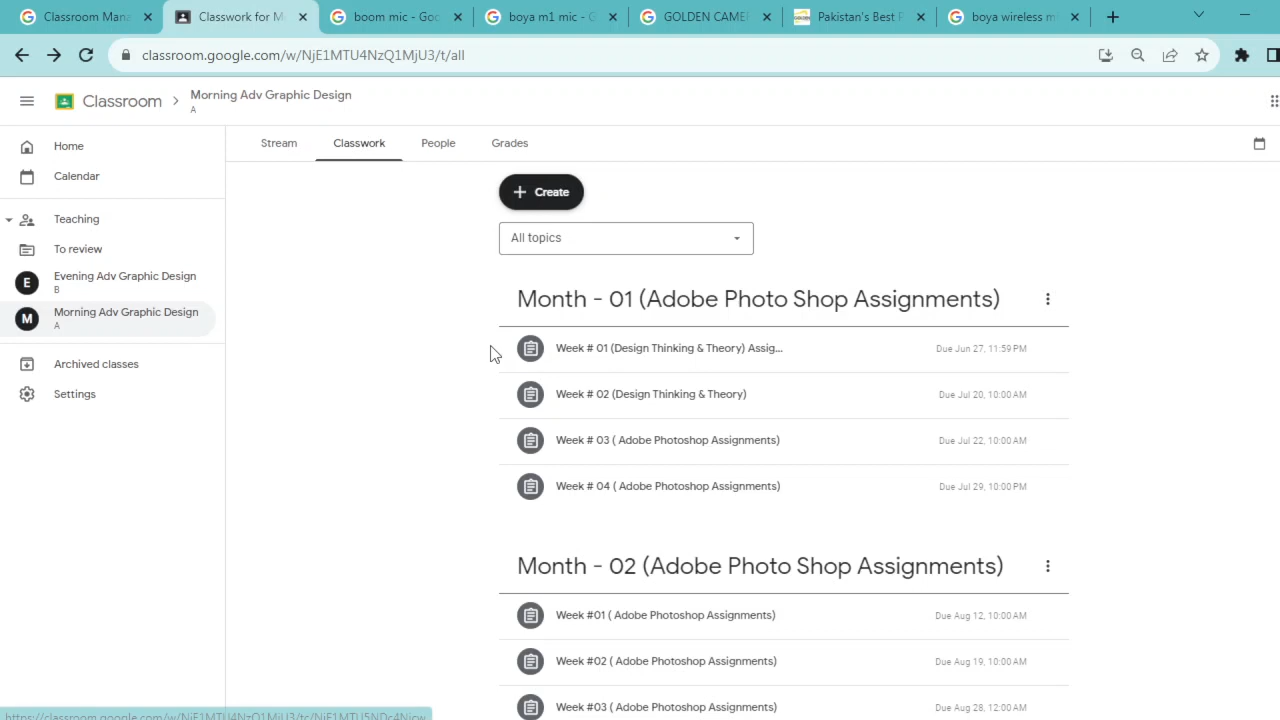 Classroom Mana
Classwork for Mo
boom mic - Goo
boya m1 mic - G
GOLDEN CAMER
Pakistan's Best P
boya wireless m
classroom.google.com/w/NjE1MTU4NzQ1MjU3/t/all
Classroom
Morning Adv Graphic Design
A
Home
Calendar
Teaching
To review
E
Evening Adv Graphic Design
B
M
Morning Adv Graphic Design
A
Archived classes
Settings
Stream
Classwork
People
Grades
Create
All topics
Month - 01 (Adobe Photo Shop Assignments)
Week # 01 (Design Thinking & Theory) Assig... Due Jun 27, 11:59 PM
Week # 02 (Design Thinking & Theory) Due Jul 20, 10:00 AM
Week # 03 ( Adobe Photoshop Assignments) Due Jul 22, 10:00 AM
Week # 04 ( Adobe Photoshop Assignments) Due Jul 29, 10:00 PM
Month - 02 (Adobe Photo Shop Assignments)
Week #01 ( Adobe Photoshop Assignments) Due Aug 12, 10:00 AM
Week #02 ( Adobe Photoshop Assignments) Due Aug 19, 10:00 AM
Week #03 ( Adobe Photoshop Assignments) Due Aug 28, 12:00 AM